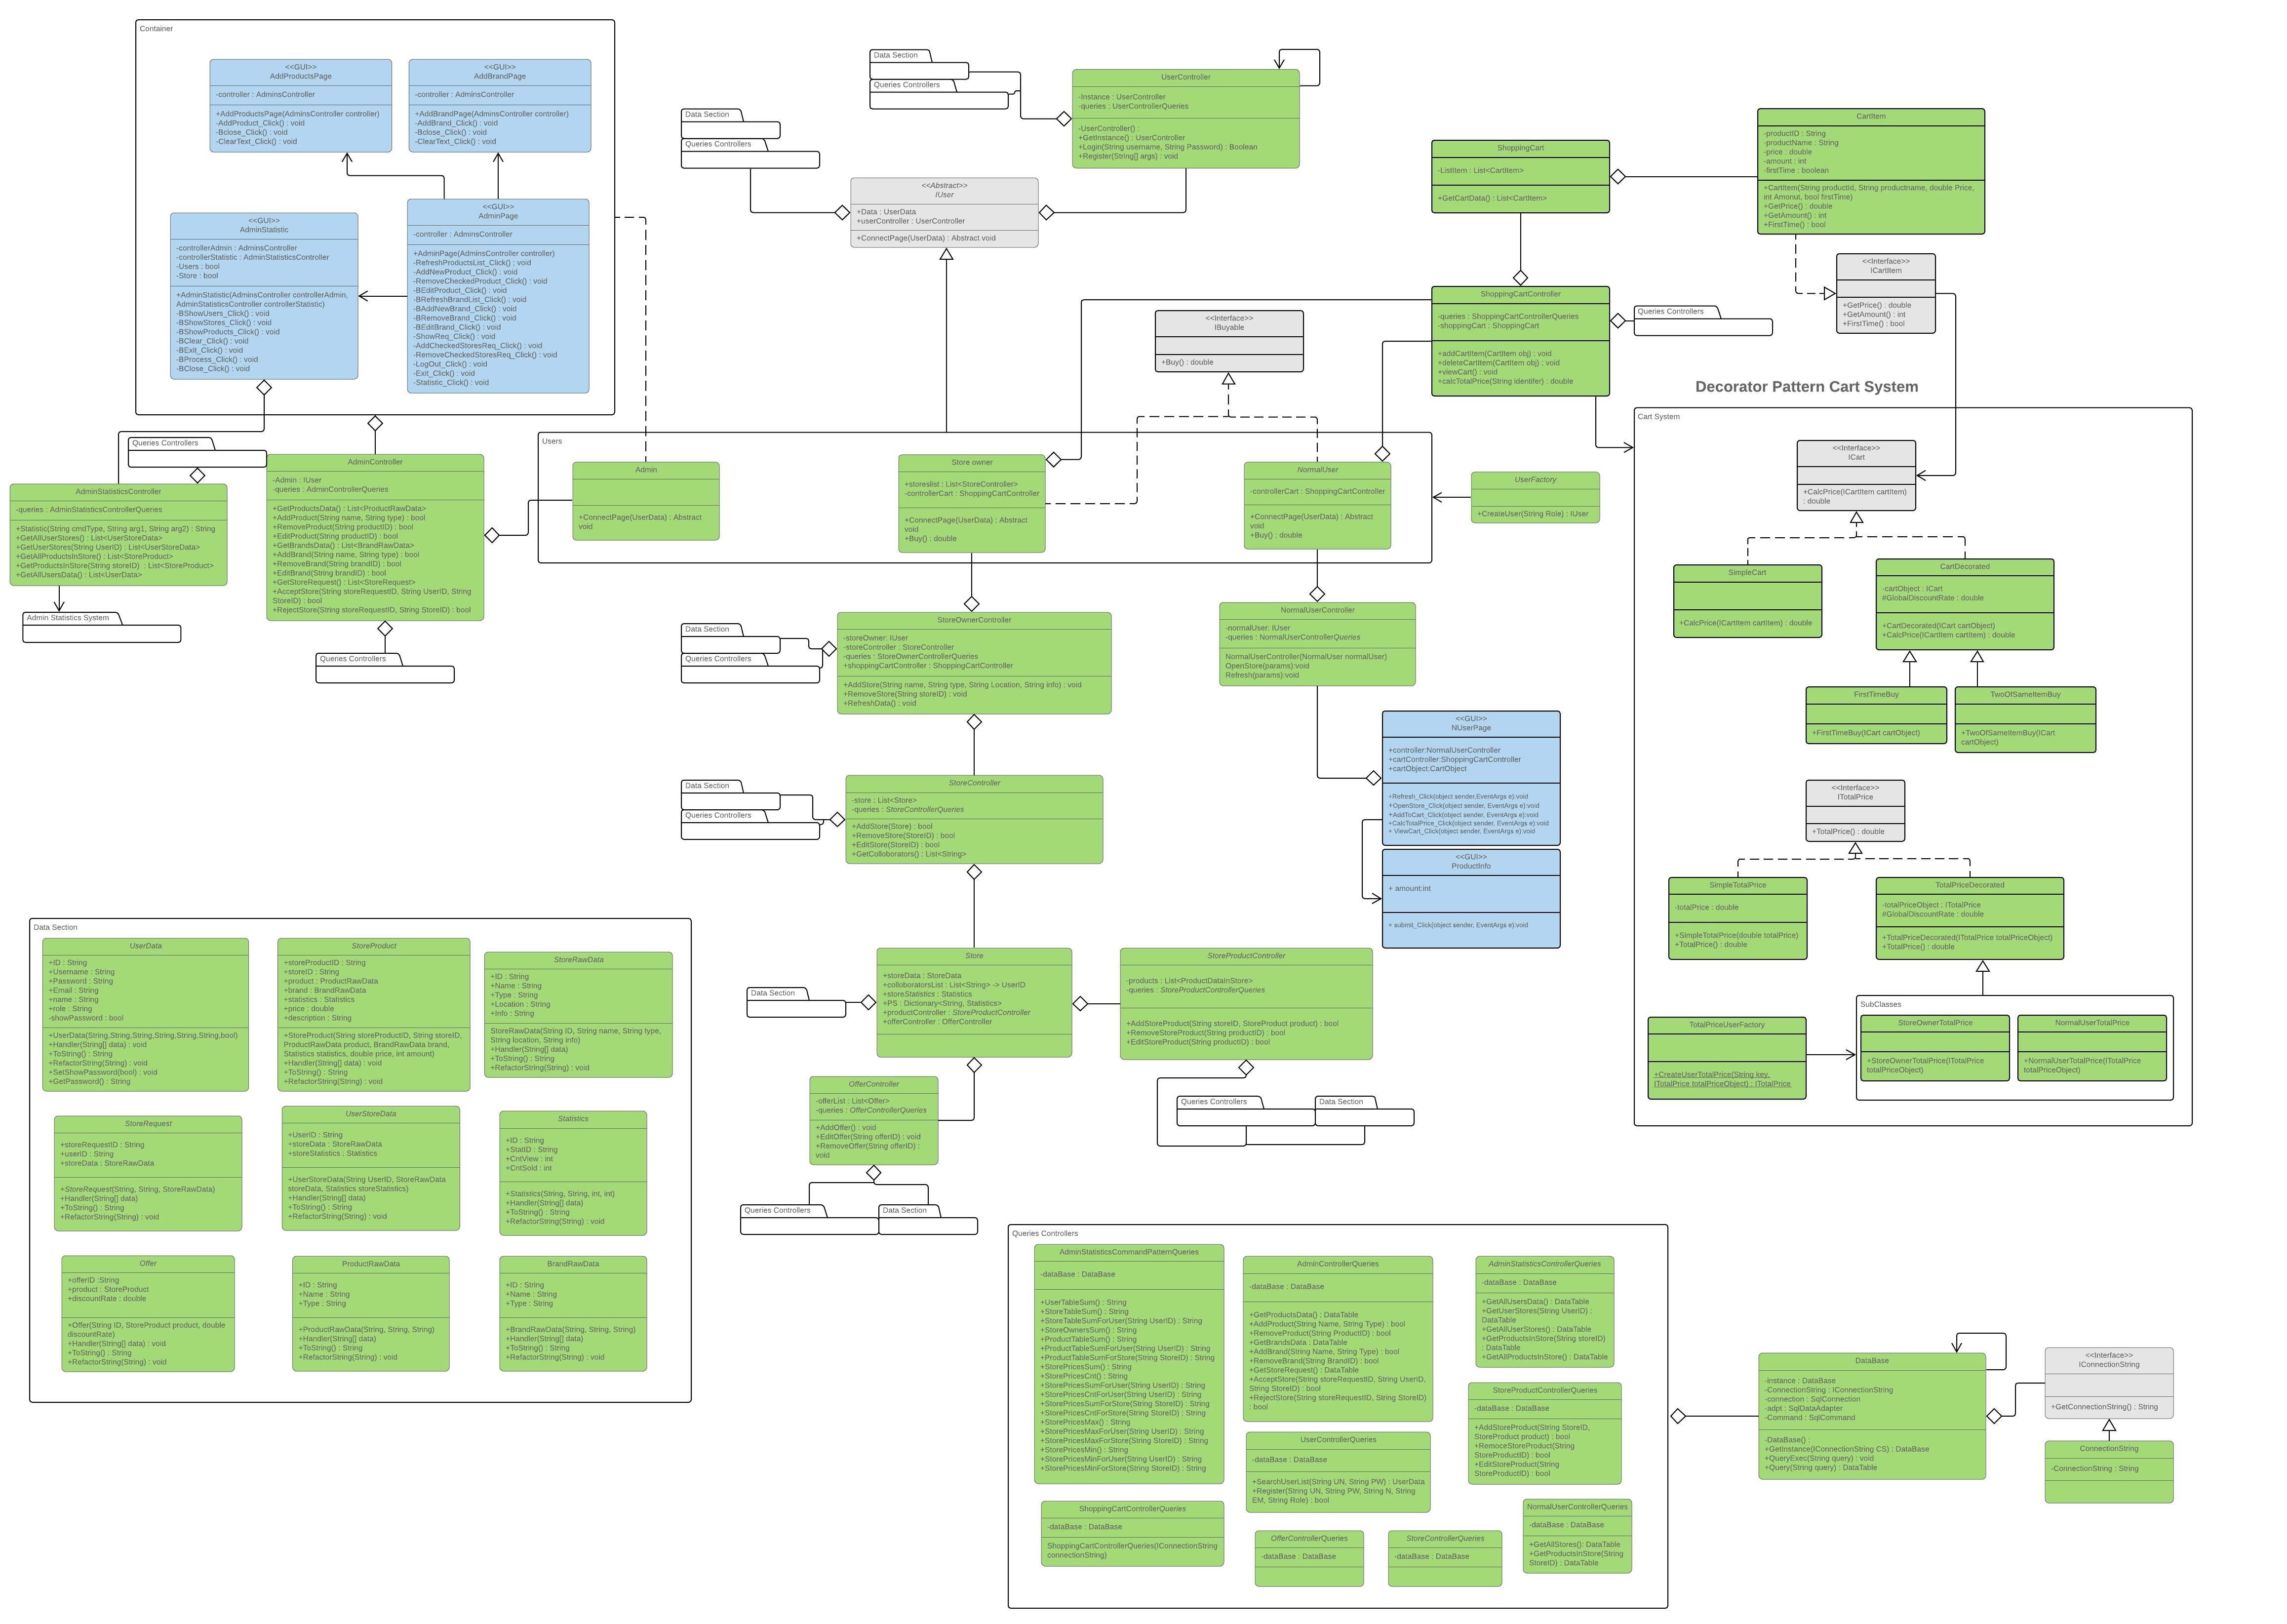 Container
<<GUI>>
AddProductsPage
-controller : AdminsController
+AddProductsPage(AdminsController controller)
-AddProduct_Click() : void
-Bclose_Click() : void
-ClearText_Click() : void
<<GUI>>
AddBrandPage
-controller : AdminsController
+AddBrandPage(AdminsController controller)
-AddBrand_Click() : void
-Bclose_Click() : void
-ClearText_Click() : void
<<GUI>>
AdminStatistic
-controllerAdmin : AdminsController
-controllerStatistic : AdminStatisticsController
-Users : bool
-Store : bool
+AdminStatistic(AdminsController controllerAdmin,
AdminStatisticsController controllerStatistic)
-BShowUsers_Click() : void
-BShowStores_Click() : void
-BShowProducts_Click() : void
-BClear_Click() : void
-BExit_Click() : void
-BProcess_Click() : void
-BClose_Click() : void
<<GUI>>
AdminPage
-controller : AdminsController
+AdminPage(AdminsController controller)
-RefreshProductsList_Click() ; void
-AddNewProduct_Click() ; void
-RemoveCheckedProduct_Click() : void
-BEditProduct_Click() : void
-BRefreshBrandList_Click() : void
-BAddNewBrand_Click() : void
-BRemoveBrand_Click() : void
-BEditBrand_Click() : void
-ShowReq_Click() : void
-AddCheckedStoresReq_Click() : void
-RemoveCheckedStoresReq_Click() : void
-LogOut_Click() : void
-Exit_Click() : void
-Statistic_Click() : void
Data Section
Queries Controllers
Data Section
Queries Controllers
UserController
-Instance : UserController
-queries : UserControllerQueries
-UserController() :
+GetInstance() : UserController
+Login(String username, String Password) : Boolean
+Register(String[] args) : void
<<Abstract>>
IUser
+Data : UserData
+userController : UserController
+ConnectPage(UserData) : Abstract void
ShoppingCart
-ListItem : List<CartItem>
+GetCartData() : List<CartItem>
CartItem
-productID : String
-productName : String
-price : double
-amount : int
-firstTime : boolean
+CartItem(String productId, String productname, double Price,
int Amonut, bool firstTime)
+GetPrice() : double
+GetAmount() : int
+FirstTime() : bool
<<Interface>>
ICartItem
+GetPrice() : double
+GetAmount() : int
+FirstTime() : bool
<<Interface>>
IBuyable
+Buy() : double
ShoppingCartController
-queries : ShoppingCartControllerQueries
-shoppingCart : ShoppingCart
+addCartItem(CartItem obj) : void
+deleteCartItem(CartItem obj) : void
+viewCart() : void
+calcTotalPrice(String identifer) : double
Queries Controllers
Decorator Pattern Cart System
Queries Controllers
AdminStatisticsController
-queries : AdminStatisticsControllerQueries
+Statistic(String cmdType, String arg1, String arg2) : String
+GetAllUserStores() : List<UserStoreData>
+GetUserStores(String UserID) : List<UserStoreData>
+GetAllProductsInStore() : List<StoreProduct>
+GetProductsInStore(String storeID)  : List<StoreProduct>
+GetAllUsersData() : List<UserData>
Admin Statistics System
AdminController
-Admin : IUser
-queries : AdminControllerQueries
+GetProductsData() : List<ProductRawData>
+AddProduct(String name, String type) : bool
+RemoveProduct(String productID) : bool
+EditProduct(String productID) : bool
+GetBrandsData() : List<BrandRawData>
+AddBrand(String name, String type) : bool
+RemoveBrand(String brandID) : bool
+EditBrand(String brandID) : bool
+GetStoreRequest() : List<StoreRequest>
+AcceptStore(String storeRequestID, String UserID, String
StoreID) : bool
+RejectStore(String storeRequestID, String StoreID) : bool
Queries Controllers
Users
Admin
+ConnectPage(UserData) : Abstract
void
Store owner
+storeslist : List<StoreController>
-controllerCart : ShoppingCartController
+ConnectPage(UserData) : Abstract
void
+Buy() : double
NormalUser
-controllerCart : ShoppingCartController
+ConnectPage(UserData) : Abstract
void
+Buy() : double
UserFactory
+CreateUser(String Role) : IUser
Cart System
<<Interface>>
ICart
+CalcPrice(ICartItem cartItem)
: double
SimpleCart
+CalcPrice(ICartItem cartItem) : double
CartDecorated
-cartObject : ICart
#GlobalDiscountRate : double
+CartDecorated(ICart cartObject)
+CalcPrice(ICartItem cartItem) : double
FirstTimeBuy
+FirstTimeBuy(ICart cartObject)
TwoOfSameItemBuy
+TwoOfSameItemBuy(ICart
cartObject)
<<Interface>>
ITotalPrice
+TotalPrice() : double
SimpleTotalPrice
-totalPrice : double
+SimpleTotalPrice(double totalPrice)
+TotalPrice() : double
TotalPriceDecorated
-totalPriceObject : ITotalPrice
#GlobalDiscountRate : double
+TotalPriceDecorated(ITotalPrice totalPriceObject)
+TotalPrice() : double
TotalPriceUserFactory
+CreateUserTotalPrice(String key,
ITotalPrice totalPriceObject) : ITotalPrice
SubClasses
StoreOwnerTotalPrice
+StoreOwnerTotalPrice(ITotalPrice
totalPriceObject)
NormalUserTotalPrice
+NormalUserTotalPrice(ITotalPrice
totalPriceObject)
Data Section
Queries Controllers
StoreOwnerController
-storeOwner: IUser
-storeController : StoreController
-queries : StoreOwnerControllerQueries
+shoppingCartController : ShoppingCartController
+AddStore(String name, String type, String Location, String info) : void
+RemoveStore(String storeID) : void
+RefreshData() : void
NormalUserController
-normalUser: IUser
-queries : NormalUserControllerQueries
NormalUserController(NormalUser normalUser)
OpenStore(params):void
Refresh(params):void
<<GUI>>
NUserPage
+controller:NormalUserController
+cartController:ShoppingCartController
+cartObject:CartObject
+Refresh_Click(object sender,EventArgs e):void
+OpenStore_Click(object sender, EventArgs e):void
+AddToCart_Click(object sender, EventArgs e):void
+CalcTotalPrice_Click(object sender, EventArgs e):void
+ ViewCart_Click(object sender, EventArgs e):void
<<GUI>>
ProductInfo
+ amount:int
+ submit_Click(object sender, EventArgs e):void
Data Section
Queries Controllers
StoreController
-store : List<Store>
-queries : StoreControllerQueries
+AddStore(Store) : bool
+RemoveStore(StoreID) : bool
+EditStore(StoreID) : bool
+GetColloborators() : List<String>
Data Section
Store
+storeData : StoreData
+colloboratorsList : List<String> -> UserID
+storeStatistics : Statistics
+PS : Dictionary<String, Statistics>
+productController : StoreProductController
+offerController : OfferController
StoreProductController
-products : List<ProductDataInStore>
-queries : StoreProductControllerQueries
+AddStoreProduct(String storeID, StoreProduct product) : bool
+RemoveStoreProduct(String productID) : bool
+EditStoreProduct(String productID) : bool
Queries Controllers
Data Section
OfferController
-offerList : List<Offer>
-queries : OfferControllerQueries
+AddOffer() : void
+EditOffer(String offerID) : void
+RemoveOffer(String offerID) :
void
Queries Controllers
Data Section
Data Section
UserData
+ID : String
+Username : String
+Password : String
+Email : String
+name : String
+role : String
-showPassword : bool
+UserData(String,String,String,String,String,String,bool)
+Handler(String[] data) : void
+ToString() : String
+RefactorString(String) : void
+SetShowPassword(bool) : void
+GetPassword() : String
StoreProduct
+storeProductID : String
+storeID : String
+product : ProductRawData
+brand : BrandRawData
+statistics : Statistics
+price : double
+description : String
+StoreProduct(String storeProductID, String storeID,
ProductRawData product, BrandRawData brand,
Statistics statistics, double price, int amount)
+Handler(String[] data) : void
+ToString() : String
+RefactorString(String) : void
StoreRawData
+ID : String
+Name : String
+Type : String
+Location : String
+Info : String
StoreRawData(String ID, String name, String type,
String location, String info)
+Handler(String[] data)
+ToString() : String
+RefactorString(String) : void
StoreRequest
+storeRequestID : String
+userID : String
+storeData : StoreRawData
+StoreRequest(String, String, StoreRawData)
+Handler(String[] data)
+ToString() : String
+RefactorString(String) : void
UserStoreData
+UserID : String
+storeData : StoreRawData
+storeStatistics : Statistics
+UserStoreData(String UserID, StoreRawData
storeData, Statistics storeStatistics)
+Handler(String[] data)
+ToString() : String
+RefactorString(String) : void
Statistics
+ID : String
+StatID : String
+CntView : int
+CntSold : int
+Statistics(String, String, int, int)
+Handler(String[] data)
+ToString() : String
+RefactorString(String) : void
Offer
+offerID :String
+product : StoreProduct
+discountRate : double
+Offer(String ID, StoreProduct product, double
discountRate)
+Handler(String[] data) : void
+ToString() : String
+RefactorString(String) : void
ProductRawData
+ID : String
+Name : String
+Type : String
+ProductRawData(String, String, String)
+Handler(String[] data)
+ToString() : String
+RefactorString(String) : void
BrandRawData
+ID : String
+Name : String
+Type : String
+BrandRawData(String, String, String)
+Handler(String[] data)
+ToString() : String
+RefactorString(String) : void
Queries Controllers
AdminStatisticsCommandPatternQueries
-dataBase : DataBase
+UserTableSum() : String
+StoreTableSum() : String
+StoreTableSumForUser(String UserID) : String
+StoreOwnersSum() : String
+ProductTableSum() : String
+ProductTableSumForUser(String UserID) : String
+ProductTableSumForStore(String StoreID) : String
+StorePricesSum() : String
+StorePricesCnt() : String
+StorePricesSumForUser(String UserID) : String
+StorePricesCntForUser(String UserID) : String
+StorePricesSumForStore(String StoreID) : String
+StorePricesCntForStore(String StoreID) : String
+StorePricesMax() : String
+StorePricesMaxForUser(String UserID) : String
+StorePricesMaxForStore(String StoreID) : String
+StorePricesMin() : String
+StorePricesMinForUser(String UserID) : String
+StorePricesMinForStore(String StoreID) : String
AdminControllerQueries
-dataBase : DataBase
+GetProductsData() : DataTable
+AddProduct(String Name, String Type) : bool
+RemoveProduct(String ProductID) : bool
+GetBrandsData : DataTable
+AddBrand(String Name, String Type) : bool
+RemoveBrand(String BrandID) : bool
+GetStoreRequest() : DataTable
+AcceptStore(String storeRequestID, String UserID,
String StoreID) : bool
+RejectStore(String storeRequestID, String StoreID)
: bool
AdminStatisticsControllerQueries
-dataBase : DataBase
+GetAllUsersData() : DataTable
+GetUserStores(String UserID) :
DataTable
+GetAllUserStores() : DataTable
+GetProductsInStore(String storeID)
: DataTable
+GetAllProductsInStore() : DataTable
StoreProductControllerQueries
-dataBase : DataBase
+AddStoreProduct(String StoreID,
StoreProduct product) : bool
+RemoceStoreProduct(String
StoreProductID) : bool
+EditStoreProduct(String
StoreProductID) : bool
UserControllerQueries
-dataBase : DataBase
+SearchUserList(String UN, String PW) : UserData
+Register(String UN, String PW, String N, String
EM, String Role) : bool
ShoppingCartControllerQueries
-dataBase : DataBase
ShoppingCartControllerQueries(IConnectionString
connectionString)
OfferControllerQueries
-dataBase : DataBase
StoreControllerQueries
-dataBase : DataBase
NormalUserControllerQueries
-dataBase : DataBase
+GetAllStores(): DataTable
+GetProductsInStore(String
StoreID) : DataTable
DataBase
-instance : DataBase
-ConnectionString : IConnectionString
-connection : SqlConnection
-adpt : SqlDataAdapter
-Command : SqlCommand
-DataBase() :
+GetInstance(IConnectionString CS) : DataBase
+QueryExec(String query) : void
+Query(String query) : DataTable
<<Interface>>
IConnectionString
+GetConnectionString() : String
ConnectionString
-ConnectionString : String